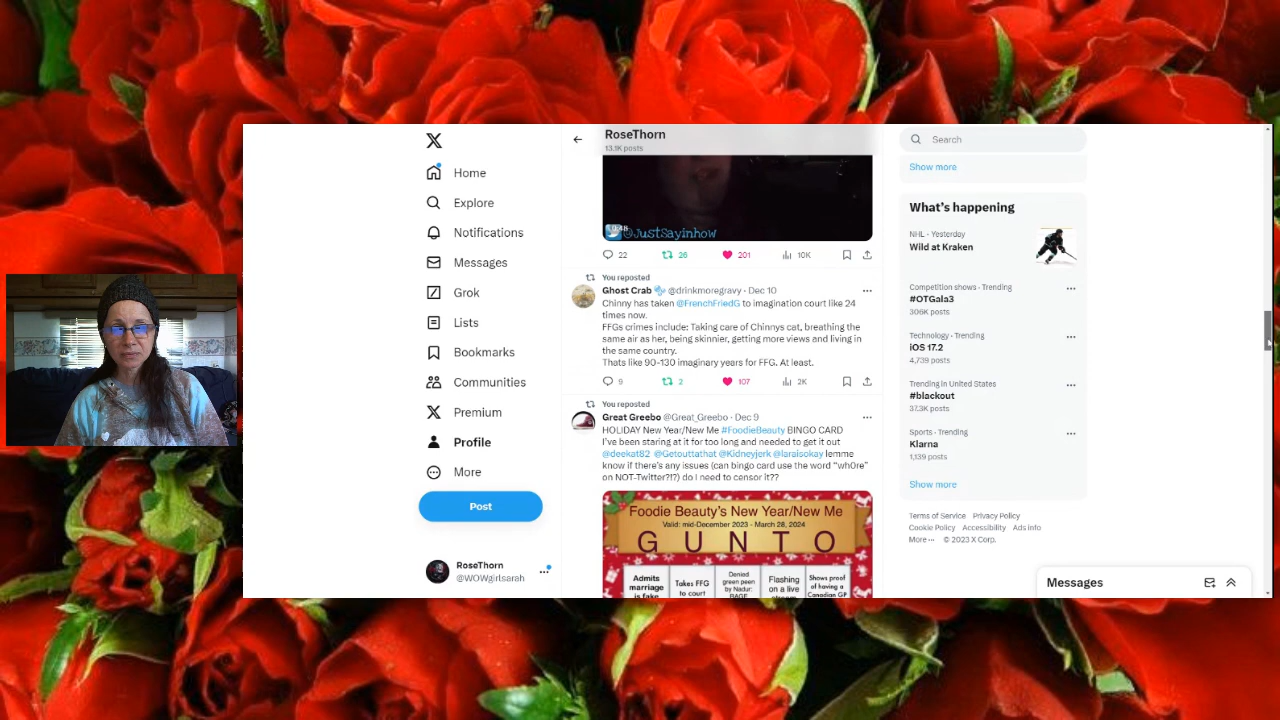 RoseThorn
13.1K posts
Search
Show more
Home
Explore
Notifications
Messages
Grok
Lists
Bookmarks
Communities
Premium
Profile
More
Post
RoseThorn
@WOWgirlsarah
@JustSayinhow
22 26 201 10K
You reposted
Ghost Crab @drinkmoregravy · Dec 10
Chinny has taken @FrenchFriedG to imagination court like 24
times now.
FFGs crimes include: Taking care of Chinnys cat, breathing the
same air as her, being skinnier, getting more views and living in
the same country.
Thats like 90-130 imaginary years for FFG. At least.
9 2 107 2K
You reposted
Great Greebo @Great_Greebo · Dec 9
HOLIDAY New Year/New Me #FoodieBeauty BINGO CARD
I've been staring at it for too long and needed to get it out
@deekat82 @Getouttathat @Kidneyjerk @laraisokay lemme
know if there's any issues (can bingo card use the word "wh0re"
on NOT-Twitter?!?) do I need to censor it??
Foodie Beauty's New Year/New Me
Valid: mid-December 2023 - March 28, 2024
G U N T O
Admits
marriage
is fake
Takes FFG
to court
Denied
green peen
by Nadur:
RAGE
Flashing
on a live
Shows proof
of having a
Canadian GP
What's happening
NHL · Yesterday
Wild at Kraken
Competition shows · Trending
#OTGala3
306K posts
Technology · Trending
iOS 17.2
4,739 posts
Trending in United States
#blackout
37.3K posts
Sports · Trending
Klarna
1,139 posts
Show more
Terms of Service Privacy Policy
Cookie Policy Accessibility Ads info
More ··· © 2023 X Corp.
Messages